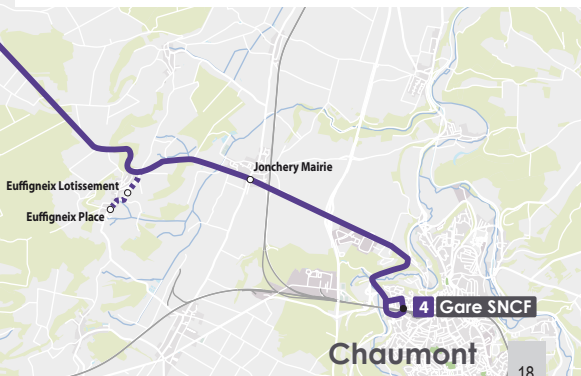 Jonchery Mairie
Euffigneix Lotissement
Euffigneix Place
4 Gare SNCF
Chaumont
18